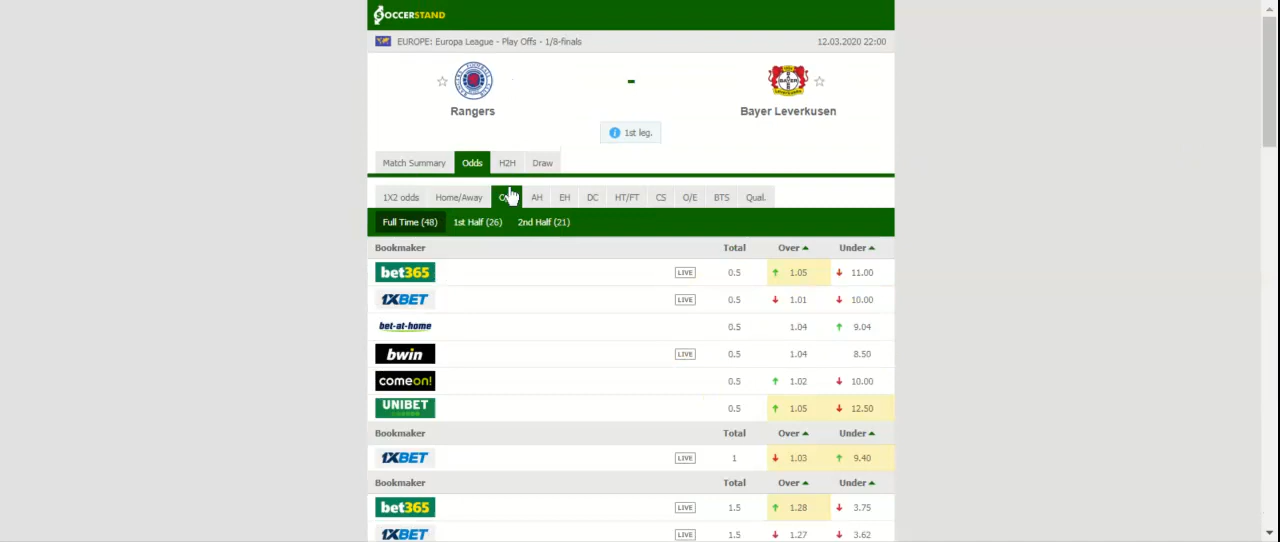 SOCCERSTAND
EUROPE: Europa League - Play Offs - 1/8-finals 12.03.2020 22:00
-
Rangers Bayer Leverkusen
1st leg.
Match Summary Odds H2H Draw
1X2 odds Home/Away AH EH DC HT/FT CS O/E BTS Qual.
Full Time (48) 1st Half (26) 2nd Half (21)
Bookmaker Total Over Under
bet365 LIVE 0.5 1.05 11.00
1XBET LIVE 0.5 1.01 10.00
bet-at-home 0.5 1.04 9.04
bwin LIVE 0.5 1.04 8.50
comeon! 0.5 1.02 10.00
UNIBET 0.5 1.05 12.50
Bookmaker Total Over Under
1XBET LIVE 1 1.03 9.40
Bookmaker Total Over Under
bet365 LIVE 1.5 1.28 3.75
1XBET LIVE 1.5 1.27 3.62